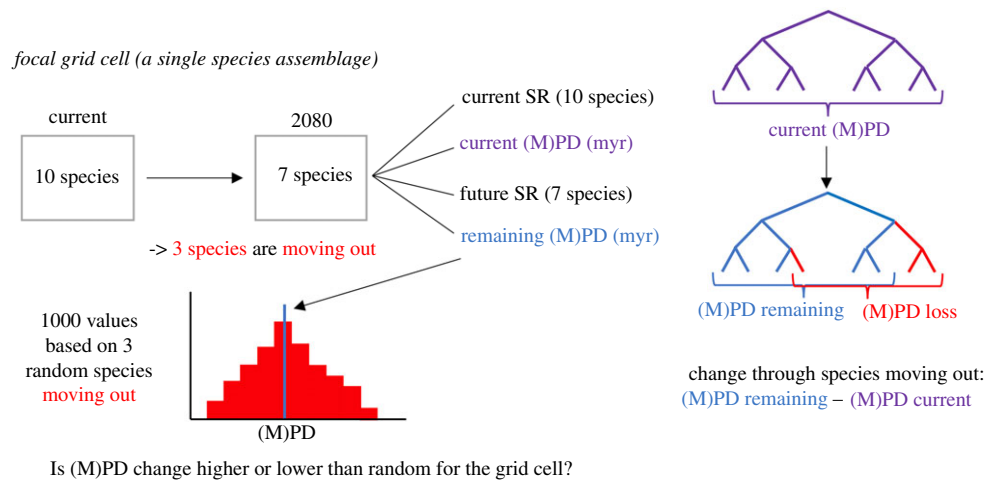 focal grid cell (a single species assemblage)
current
10 species
2080
7 species
-> 3 species are moving out
current SR (10 species)
current (M)PD (myr)
future SR (7 species)
remaining (M)PD (myr)
1000 values
based on 3
random species
moving out
(M)PD
Is (M)PD change higher or lower than random for the grid cell?
current (M)PD
(M)PD remaining
(M)PD loss
change through species moving out:
(M)PD remaining – (M)PD current